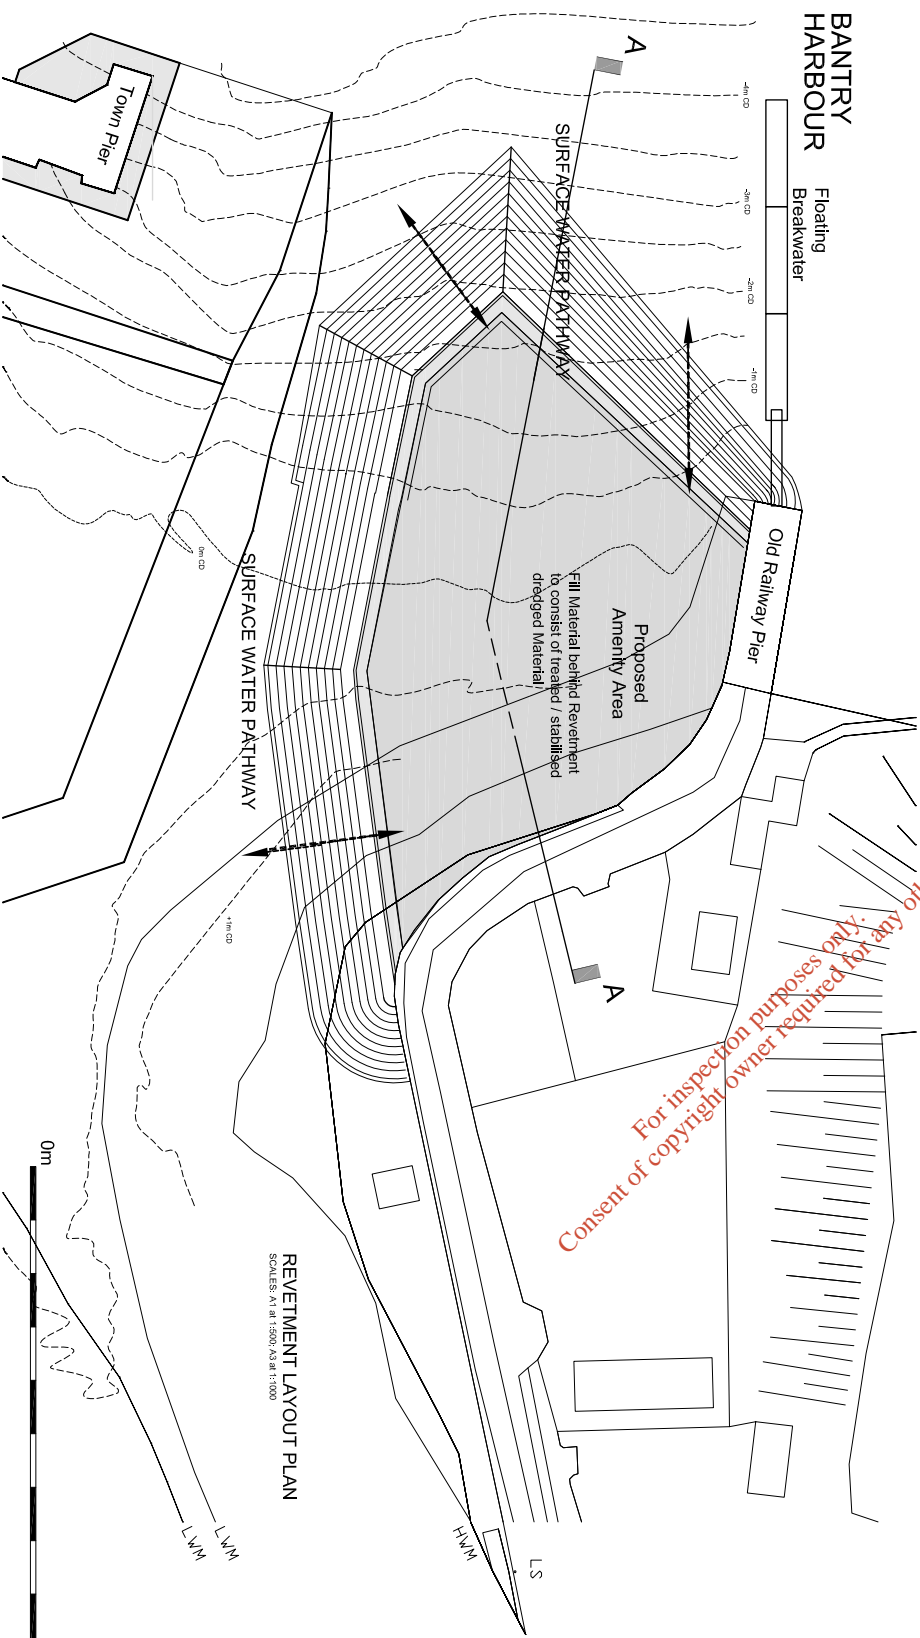 BANTRY
HARBOUR
Floating
Breakwater
-4m CD
-3m CD
-2m CD
-1m CD
A
SURFACE WATER PATHWAY
Town Pier
Old Railway Pier
Proposed
Amenity Area
Fill Material behind Revetment
to consist of treated / stabilised
dredged Material
0m CD
SURFACE WATER PATHWAY
+1m CD
A
For inspection purposes only.
Consent of copyright owner required for any oth
0m
REVETMENT LAYOUT PLAN
SCALES: A1 at 1:500; A3 at 1:1000
LWM
LWM
HWM
LS